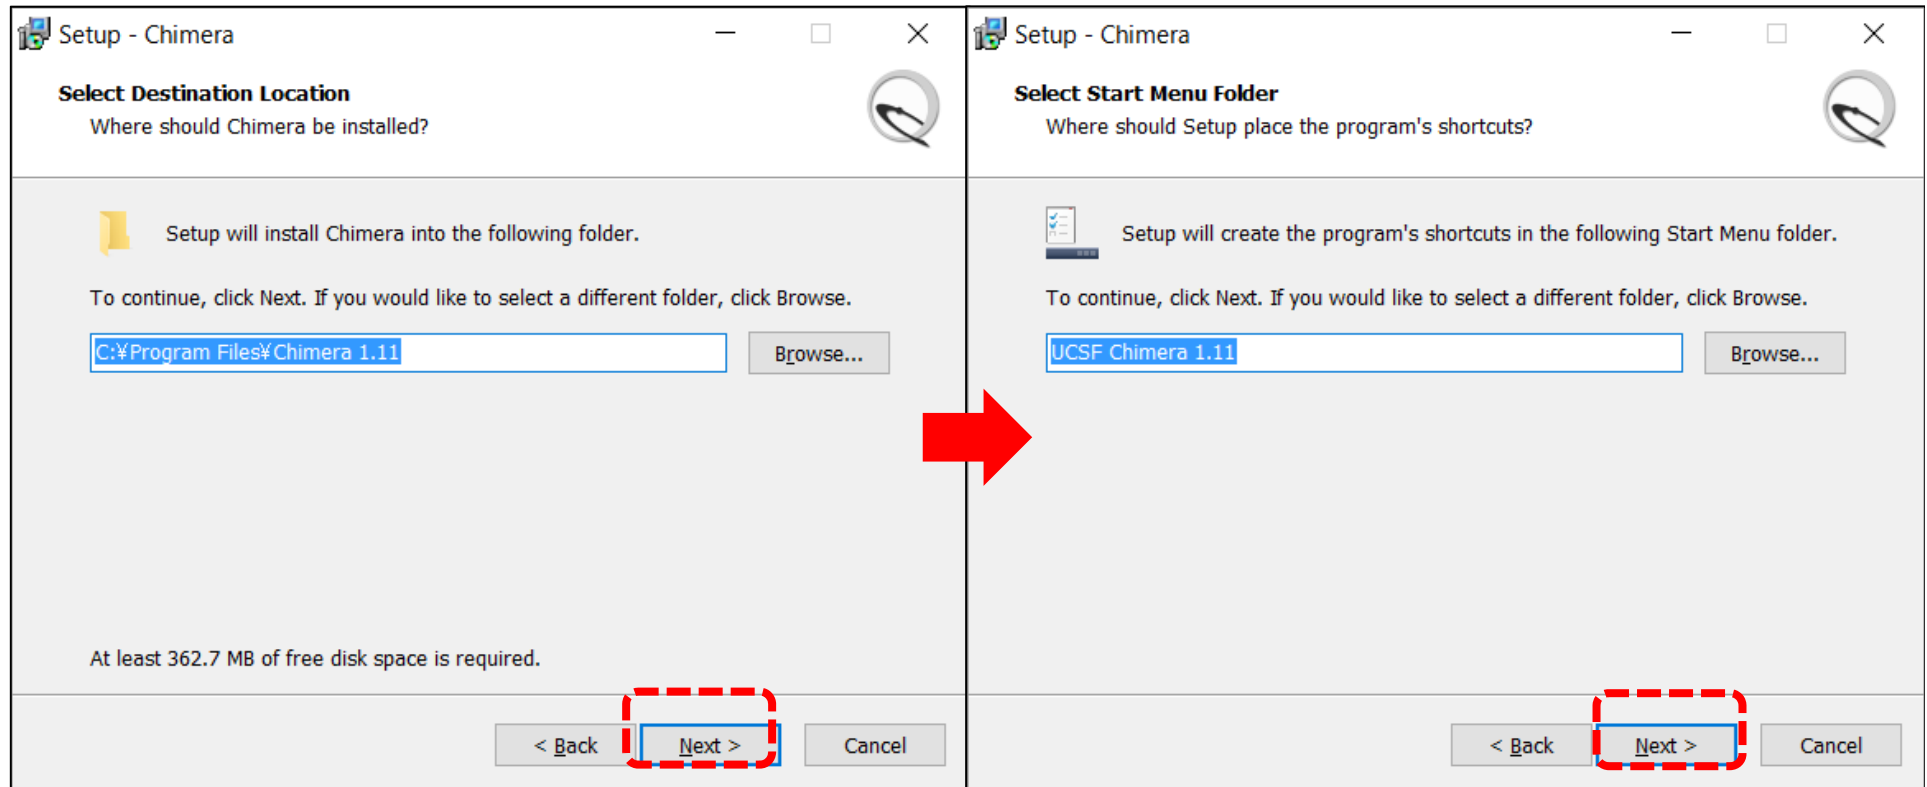 Setup - Chimera
Select Destination Location
Where should Chimera be installed?
Setup will install Chimera into the following folder.
To continue, click Next. If you would like to select a different folder, click Browse.
C:¥Program Files¥Chimera 1.11
Browse...
At least 362.7 MB of free disk space is required.
< Back
Next >
Cancel
Setup - Chimera
Select Start Menu Folder
Where should Setup place the program's shortcuts?
Setup will create the program's shortcuts in the following Start Menu folder.
To continue, click Next. If you would like to select a different folder, click Browse.
UCSF Chimera 1.11
Browse...
< Back
Next >
Cancel